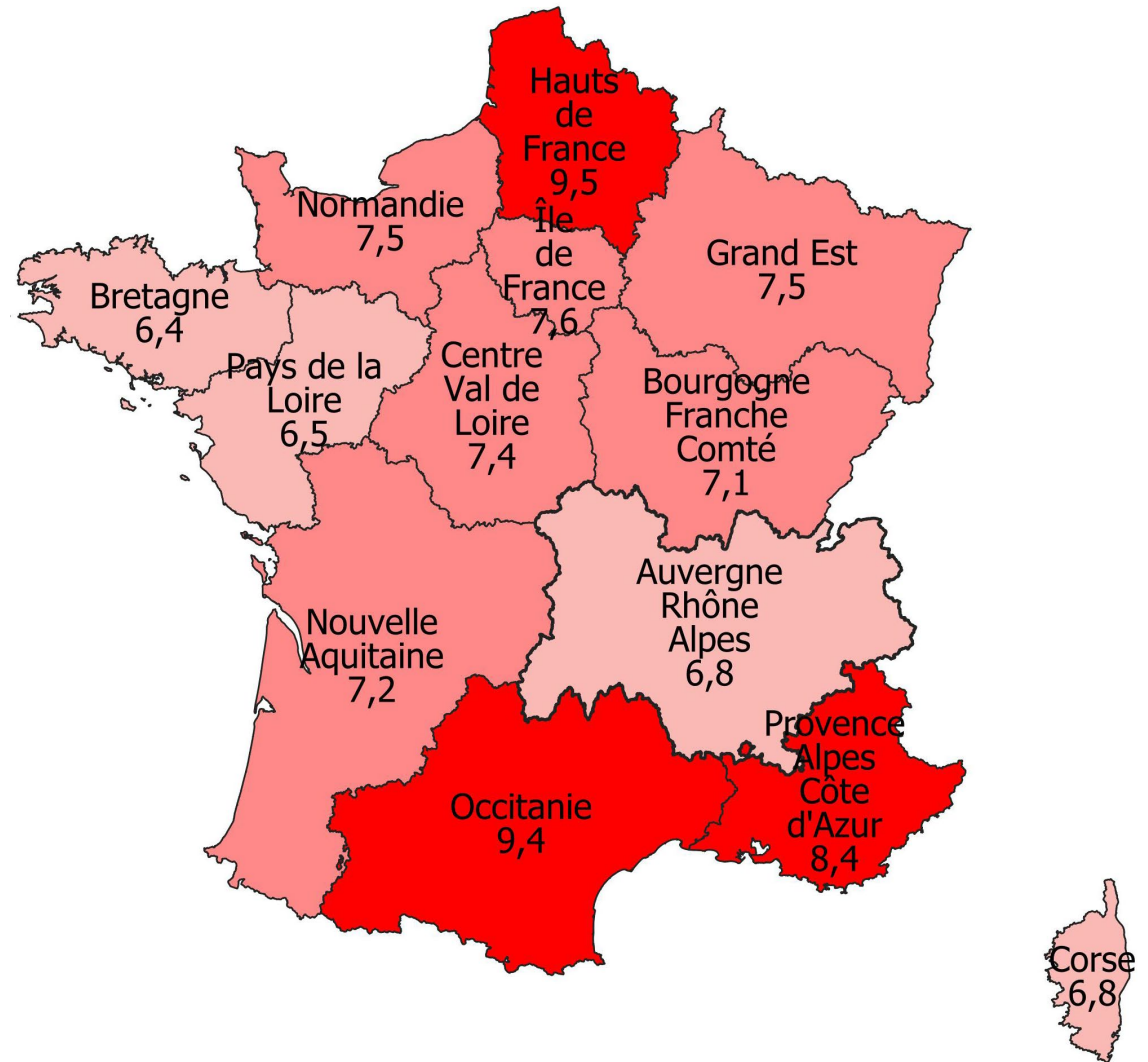 Hauts
de
France
9,5
Normandie
7,5
Île
de
France
7,6
Grand Est
7,5
Bretagne
6,4
Pays de la
Loire
6,5
Centre
Val de
Loire
7,4
Bourgogne
Franche
Comté
7,1
Auvergne
Rhône
Alpes
6,8
Nouvelle
Aquitaine
7,2
Occitanie
9,4
Provence
Alpes
Côte
d'Azur
8,4
Corse
6,8